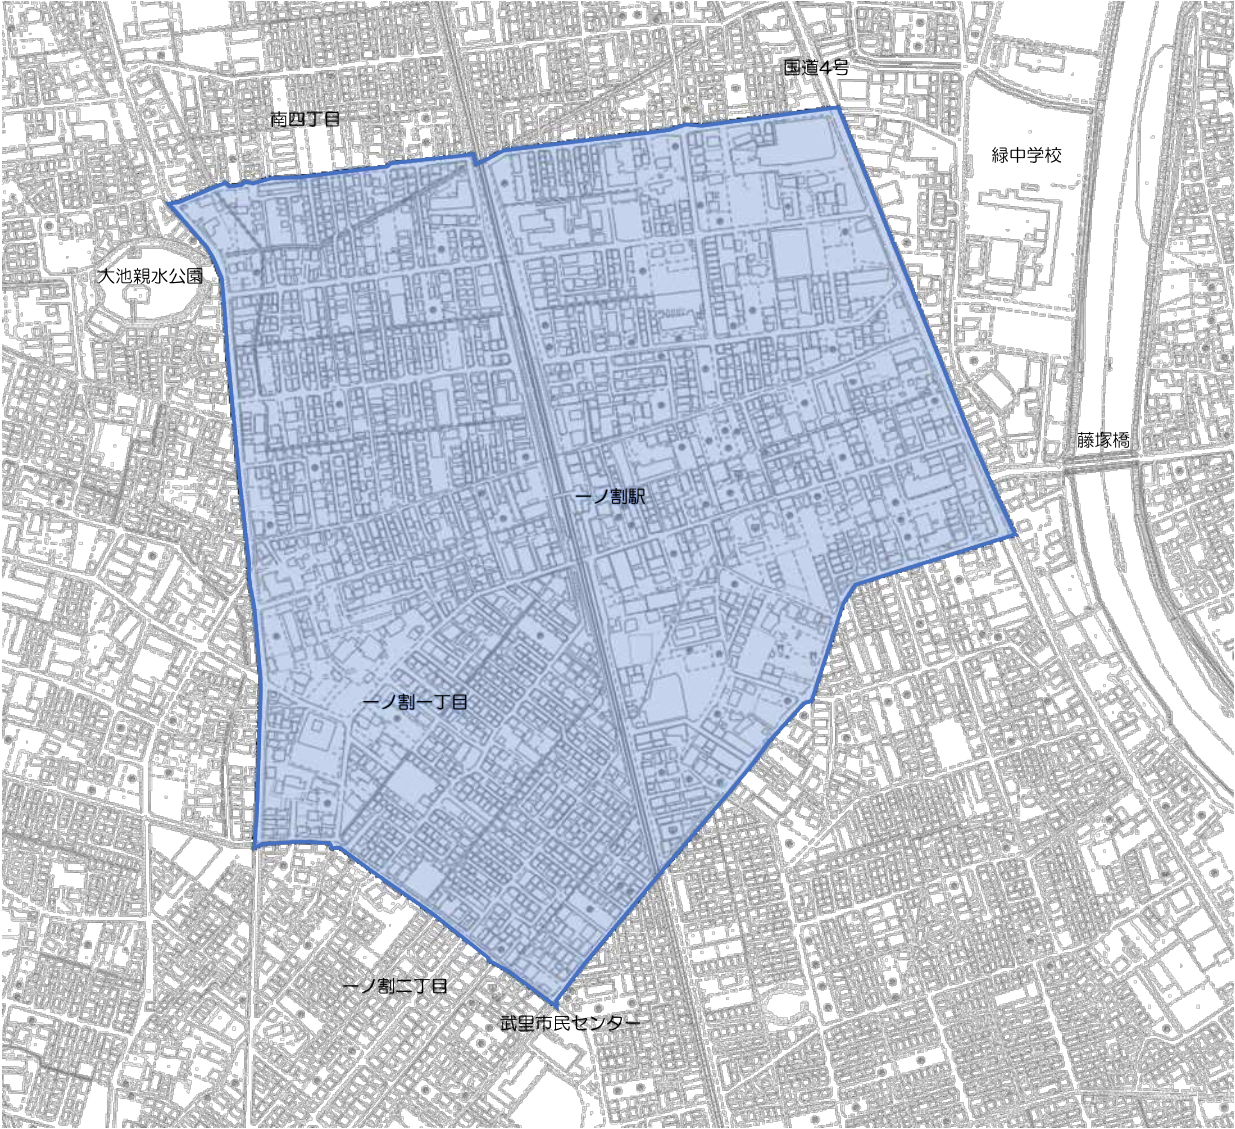 国道4号
南四丁目
緑中学校
大池親水公園
藤塚橋
一ノ割駅
一ノ割一丁目
一ノ割二丁目
武里市民センター